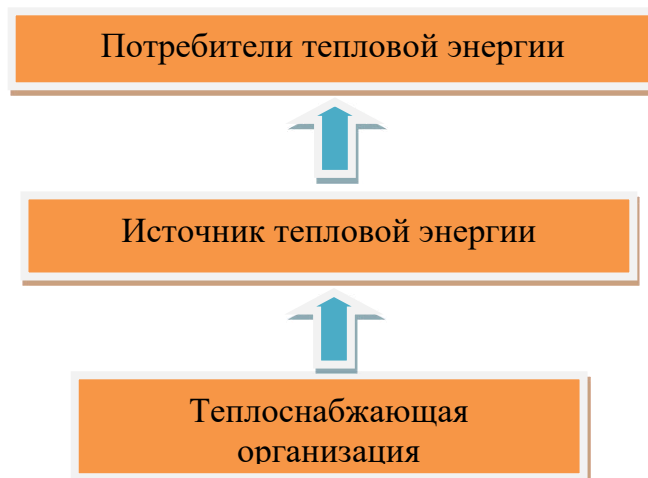 Потребители тепловой энергии
Источник тепловой энергии
Теплоснабжающая
организация